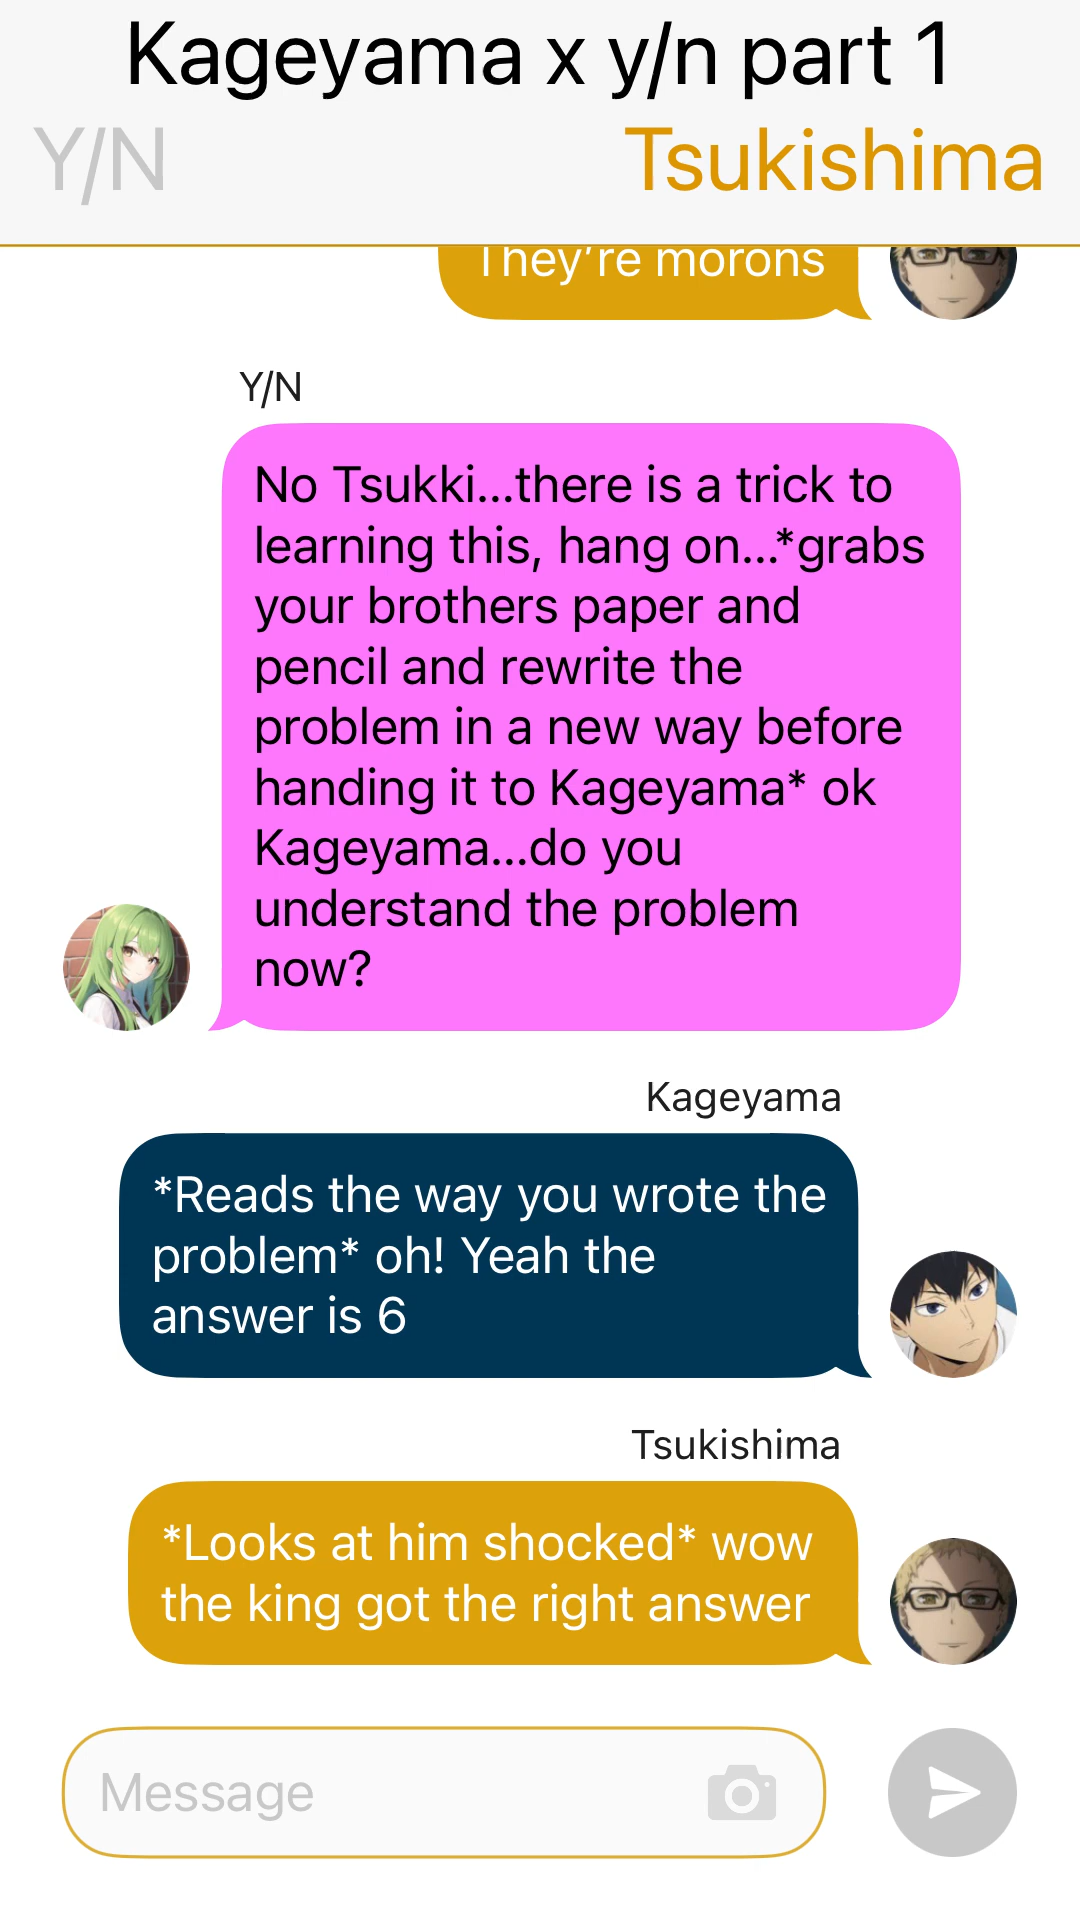 Kageyama x y/n part 1
Y/N Tsukishima
They're morons
Y/N
No Tsukki...there is a trick to
learning this, hang on...*grabs
your brothers paper and
pencil and rewrite the
problem in a new way before
handing it to Kageyama* ok
Kageyama...do you
understand the problem
now?
Kageyama
*Reads the way you wrote the
problem* oh! Yeah the
answer is 6
Tsukishima
*Looks at him shocked* wow
the king got the right answer
Message